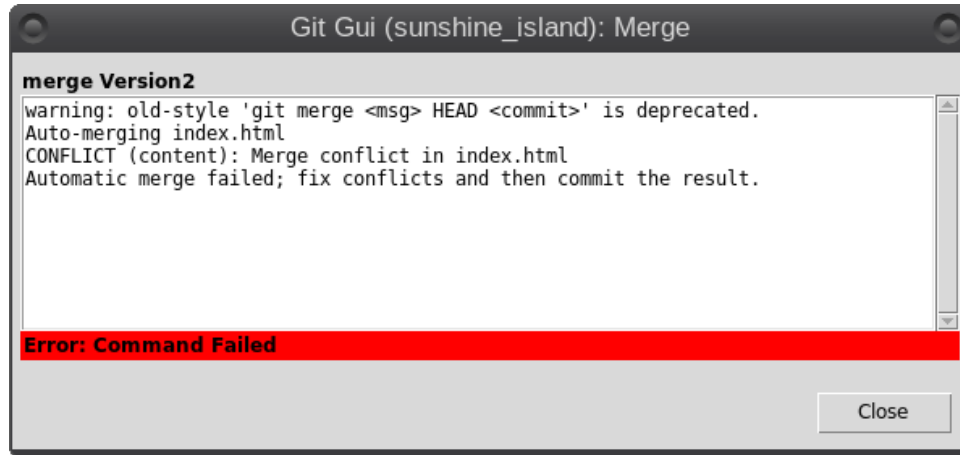 Git Gui (sunshine_island): Merge
merge Version2
warning: old-style 'git merge <msg> HEAD <commit>' is deprecated.
Auto-merging index.html
CONFLICT (content): Merge conflict in index.html
Automatic merge failed; fix conflicts and then commit the result.
Error: Command Failed
Close